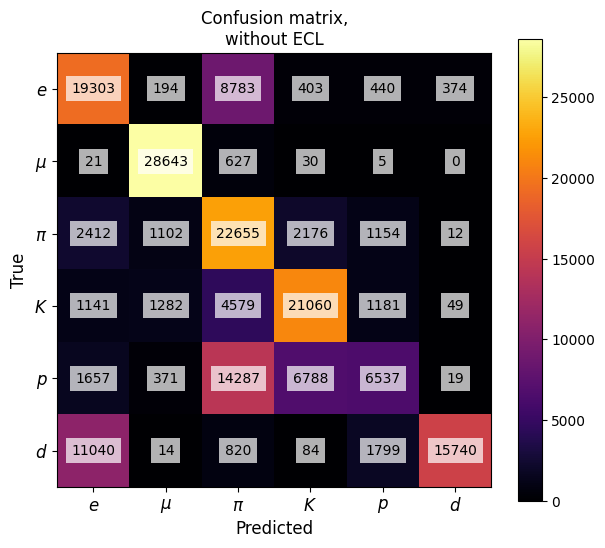 Confusion matrix,
without ECL
e 19303 194 8783 403 440 374
μ 21 28643 627 30 5 0
π 2412 1102 22655 2176 1154 12
K 1141 1282 4579 21060 1181 49
p 1657 371 14287 6788 6537 19
d 11040 14 820 84 1799 15740
e μ π K p d
Predicted
True
25000
20000
15000
10000
5000
0